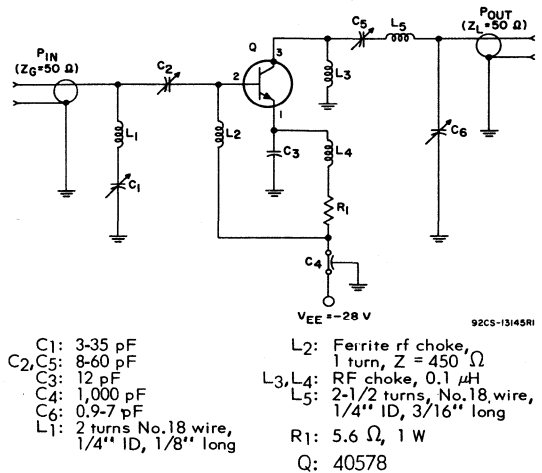 PIN
(ZG=50 Ω)
C2
Q
3
2
1
C5
L5
POUT
(ZL=50 Ω)
L1
L2
L3
C1
C3
L4
C6
R1
C4
VEE=-28 V
92CS-13145R1
C1: 3-35 pF
C2,C5: 8-60 pF
C3: 12 pF
C4: 1,000 pF
C6: 0.9-7 pF
L1: 2 turns No.18 wire,
1/4" ID, 1/8" long
L2: Ferrite rf choke,
1 turn, Z = 450 Ω
L3,L4: RF choke, 0.1 μH
L5: 2-1/2 turns, No.18 wire,
1/4" ID, 3/16" long
R1: 5.6 Ω, 1 W
Q: 40578